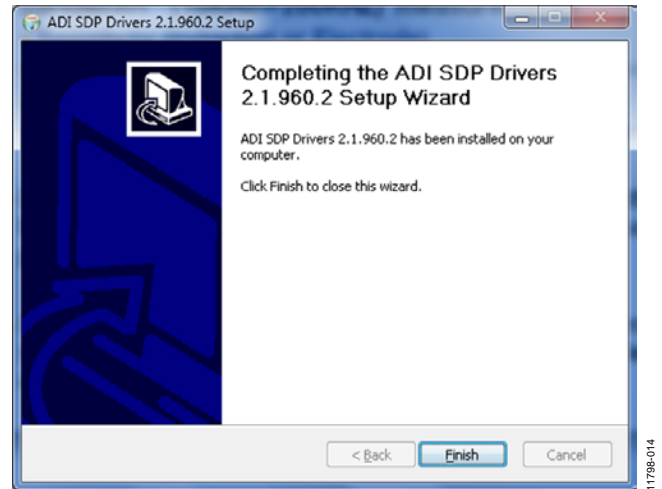 ADI SDP Drivers 2.1.960.2 Setup
Completing the ADI SDP Drivers
2.1.960.2 Setup Wizard
ADI SDP Drivers 2.1.960.2 has been installed on your
computer.
Click Finish to close this wizard.
< Back
Finish
Cancel
11798-014